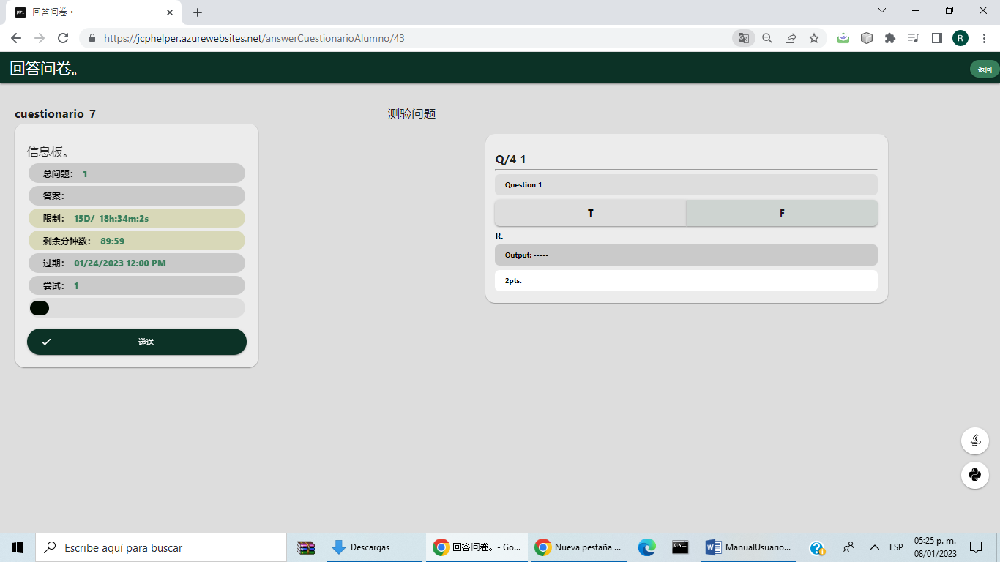 回答问卷。
https://jcphelper.azurewebsites.net/answerCuestionarioAlumno/43
R
回答问卷。
返回
cuestionario_7
测验问题
信息板。
总问题： 1
答案：
限制： 15D/ 18h:34m:2s
剩余分钟数： 89:59
过期： 01/24/2023 12:00 PM
尝试： 1
递送
Q/4 1
Question 1
T
F
R.
Output: -----
2pts.
Escribe aquí para buscar
Descargas
回答问卷。- Go...
Nueva pestaña ...
ManualUsuario...
ESP
05:25 p. m.
08/01/2023